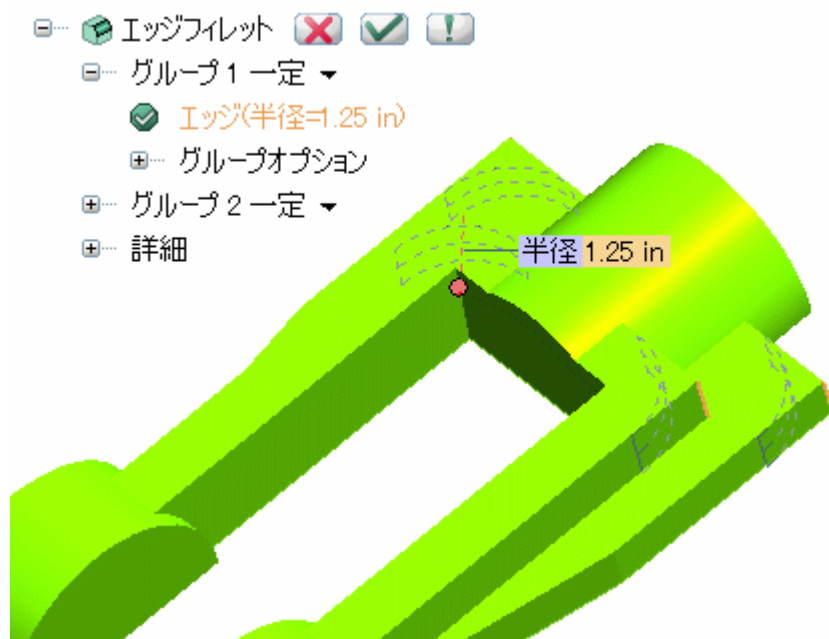 エッジフィレット
グループ1 一定
エッジ(半径=1.25 in)
グループオプション
グループ2 一定
詳細
半径 1.25 in